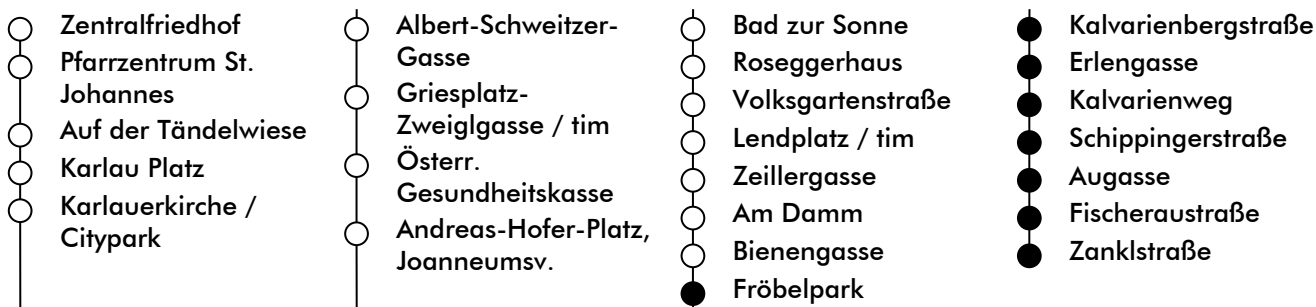 Zentralfriedhof
Pfarrzentrum St.
Johannes
Auf der Tändelwiese
Karlau Platz
Karlauerkirche /
Citypark
Albert-Schweitzer-
Gasse
Griesplatz-
Zweiglgasse / tim
Österr.
Gesundheitskasse
Andreas-Hofer-Platz,
Joanneumsv.
Bad zur Sonne
Roseggerhaus
Volksgartenstraße
Lendplatz / tim
Zeillergasse
Am Damm
Bienengasse
Fröbelpark
Kalvarienbergstraße
Erlengasse
Kalvarienweg
Schippingerstraße
Augasse
Fischeraustraße
Zanklstraße